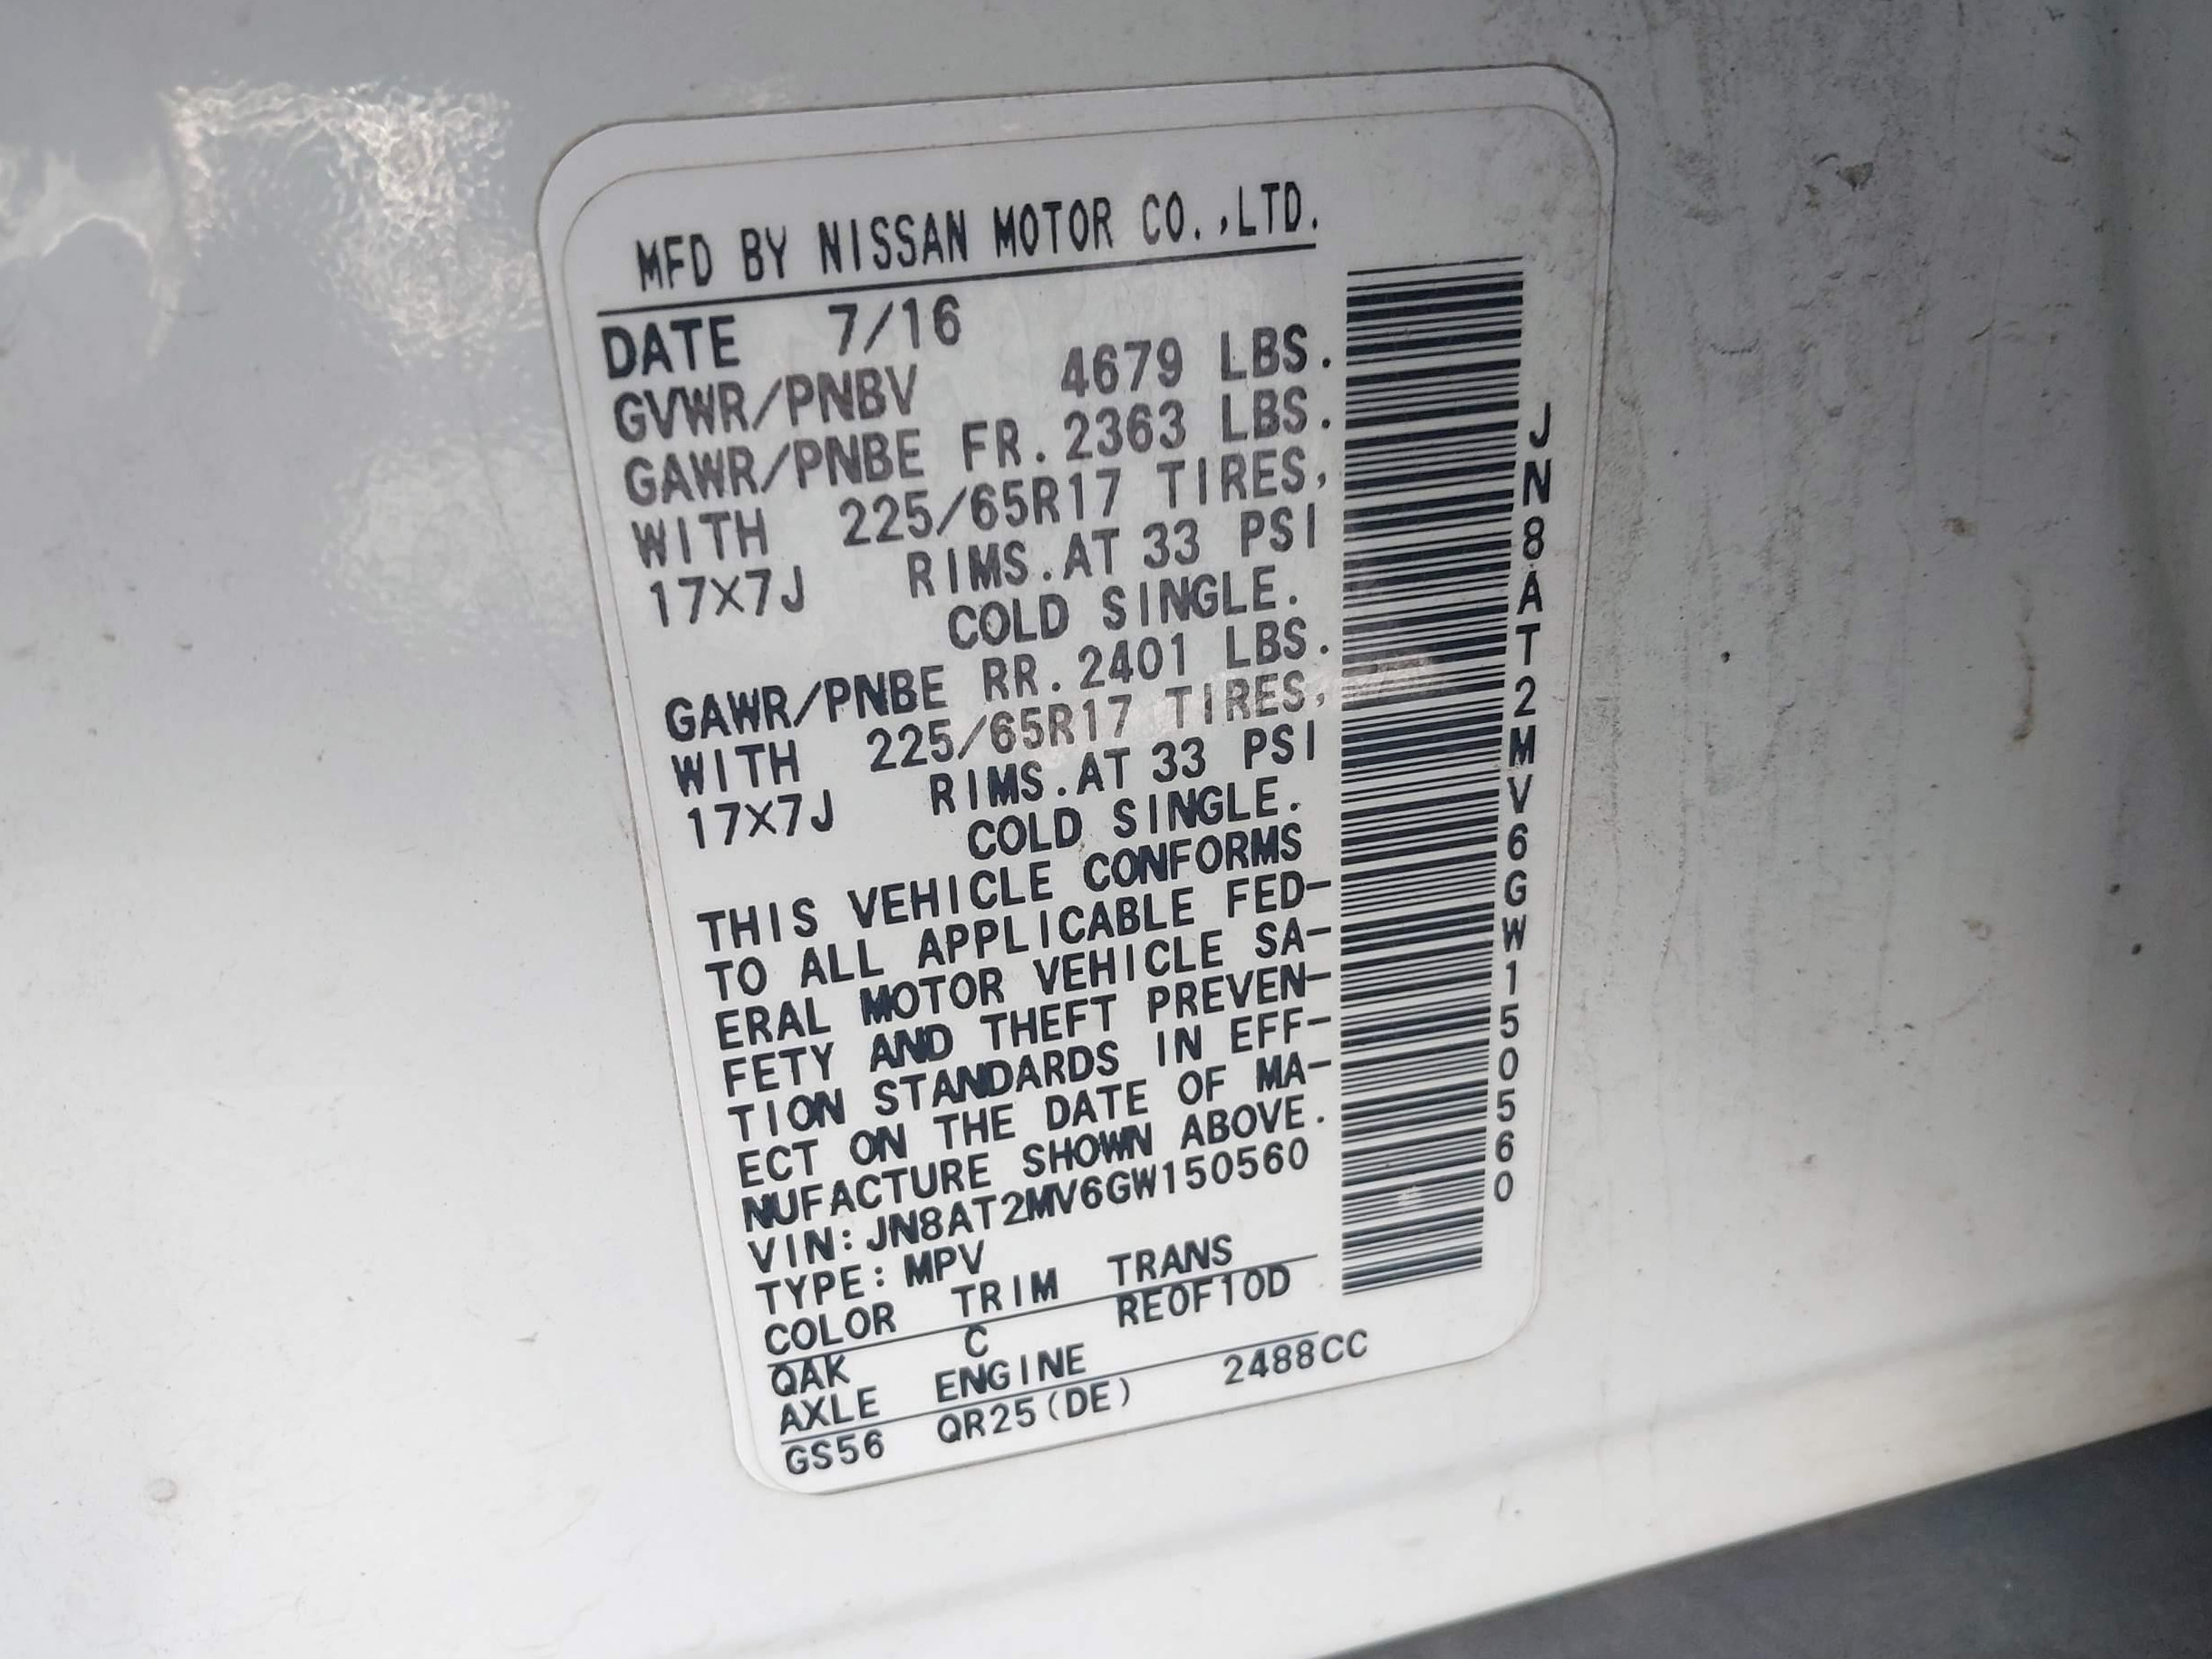 MFD BY NISSAN MOTOR CO.,LTD.
DATE 7/16
GVWR/PNBV 4679 LBS.
GAWR/PNBE FR.2363 LBS.
WITH 225/65R17 TIRES,
17X7J RIMS.AT 33 PSI
COLD SINGLE.
GAWR/PNBE RR.2401 LBS.
WITH 225/65R17 TIRES,
17X7J RIMS.AT 33 PSI
COLD SINGLE.
THIS VEHICLE CONFORMS
TO ALL APPLICABLE FED-
ERAL MOTOR VEHICLE SA-
FETY AND THEFT PREVEN-
TION STANDARDS IN EFF-
ECT ON THE DATE OF MA-
NUFACTURE SHOWN ABOVE.
VIN:JN8AT2MV6GW150560
TYPE:MPV
COLOR TRIM TRANS
QAK C RE0F10D
AXLE ENGINE
GS56 QR25(DE) 2488CC
JN8AT2MV6GW150560